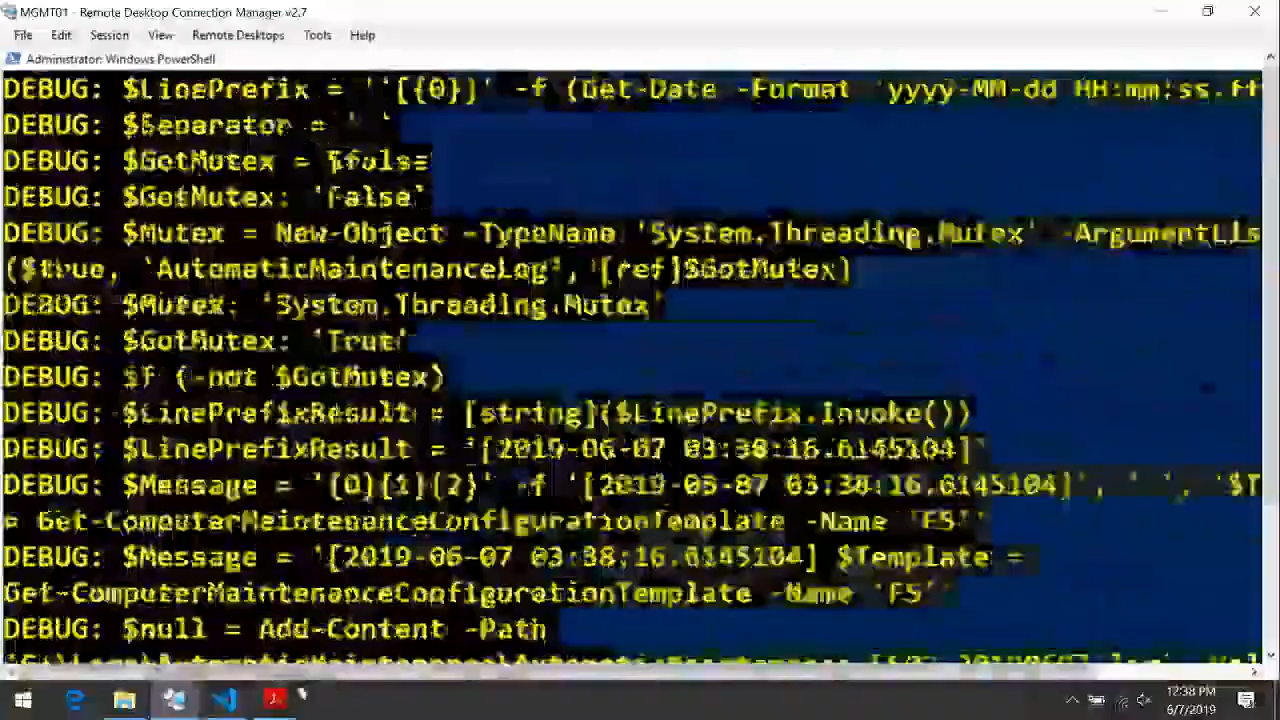 MGMT01 - Remote Desktop Connection Manager v2.7
File Edit Session View Remote Desktops Tools Help
Administrator: Windows PowerShell
DEBUG: $LinePrefix = '[{0}]' -f (Get-Date -Format 'yyyy-MM-dd HH:mm:ss.ff
DEBUG: $Separator = ' '
DEBUG: $GotMutex = $false
DEBUG: $GotMutex: 'False'
DEBUG: $Mutex = New-Object -TypeName 'System.Threading.Mutex' -ArgumentLis
($true, 'AutomaticMaintenanceLog', [ref]$GotMutex)
DEBUG: $Mutex: 'System.Threading.Mutex'
DEBUG: $GotMutex: 'True'
DEBUG: if (-not $GotMutex)
DEBUG: $LinePrefixResult = [string]($LinePrefix.Invoke())
DEBUG: $LinePrefixResult = '[2019-06-07 03:38:16.6145104]'
DEBUG: $Message = '{0}{1}{2}' -f '[2019-06-07 03:38:16.6145104]', ' ', '$T
= Get-ComputerMaintenanceConfigurationTemplate -Name 'FS''
DEBUG: $Message = '[2019-06-07 03:38:16.6145104] $Template =
Get-ComputerMaintenanceConfigurationTemplate -Name 'FS''
DEBUG: $null = Add-Content -Path
12:38 PM
6/7/2019